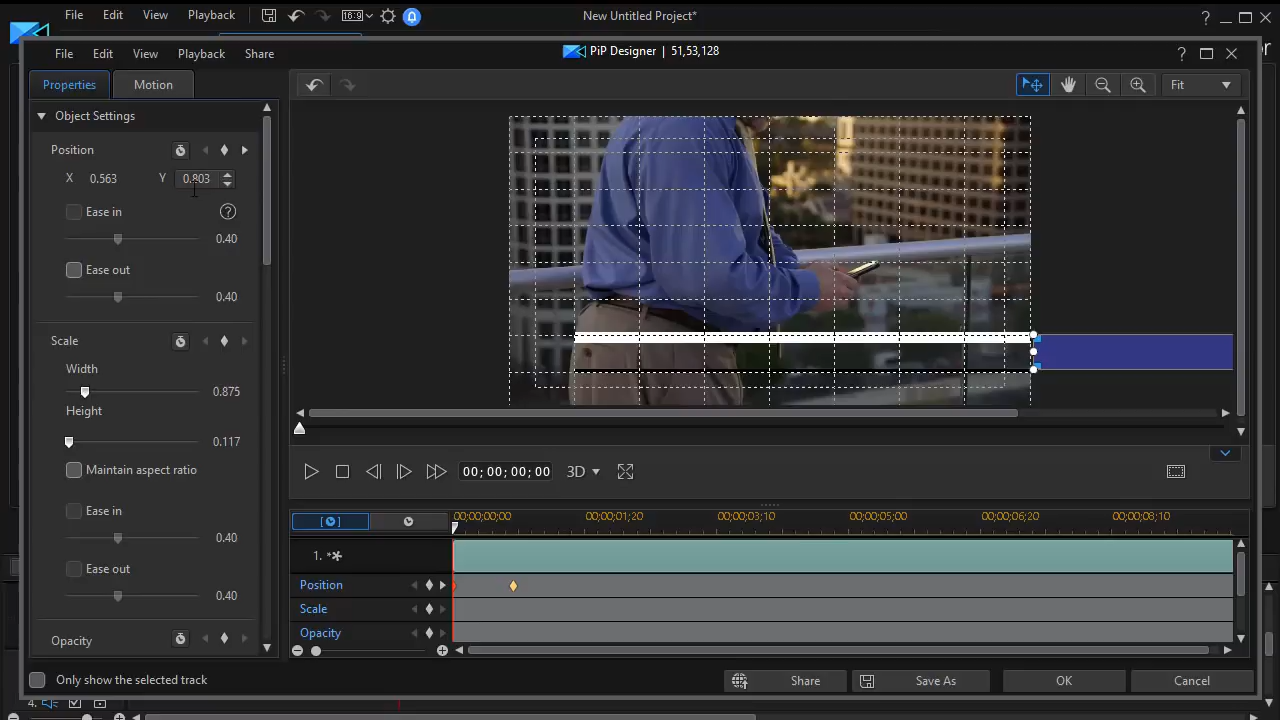 File Edit View Playback 16:9 New Untitled Project* ?
File Edit View Playback Share PiP Designer | 51,53,128 ?
Properties Motion Fit
Object Settings
Position
X 0.563 Y 0.803
Ease in ?
0.40
Ease out
0.40
Scale
Width
0.875
Height
0.117
Maintain aspect ratio
00; 00; 00; 00 3D
Ease in
0.40
00;00;00;00 00;00;01;20 00;00;03;10 00;00;05;00 00;00;06;20 00;00;08;10
1. **
Ease out
Position
0.40
Scale
Opacity
Opacity
Only show the selected track Share Save As OK Cancel
4.